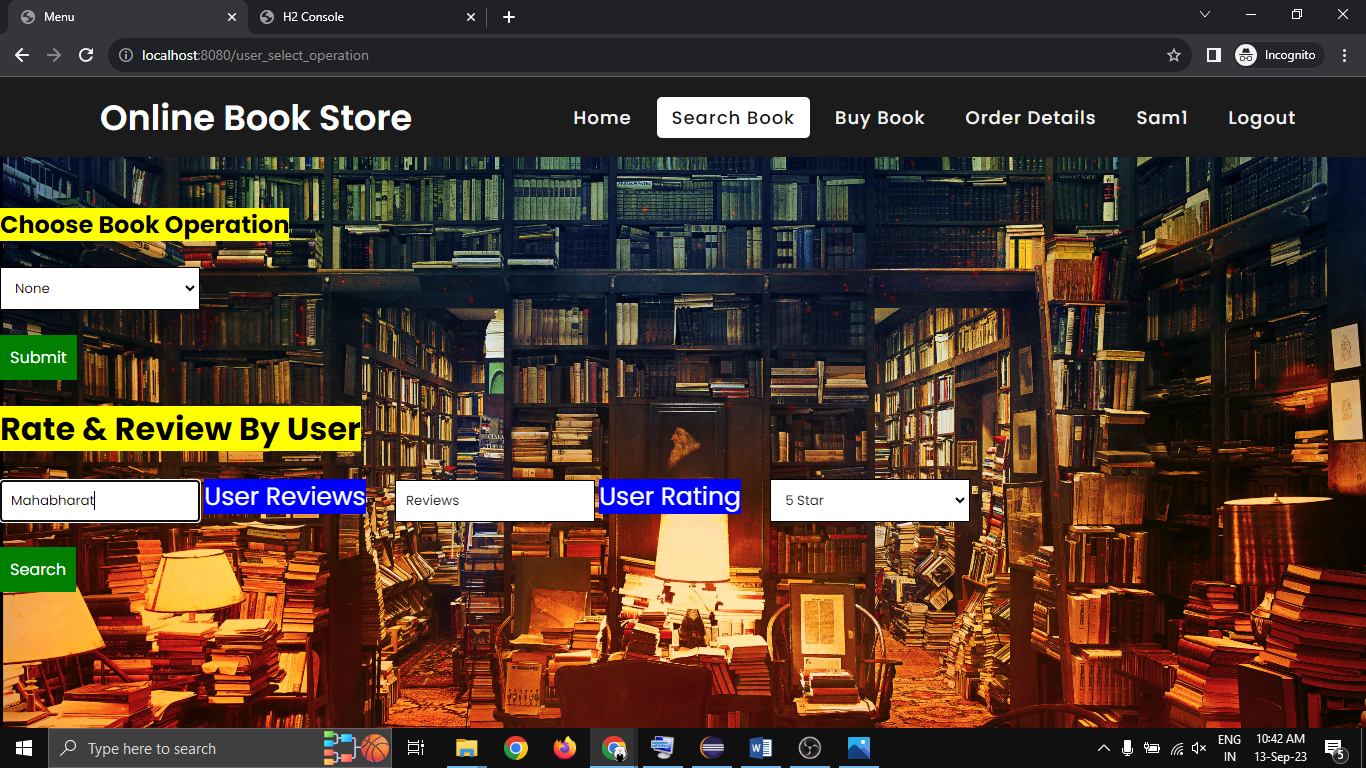 Menu
H2 Console
localhost:8080/user_select_operation
Incognito
Online Book Store
Home
Search Book
Buy Book
Order Details
Sam1
Logout
Choose Book Operation
None
Submit
Rate & Review By User
Mahabharat
User Reviews
Reviews
User Rating
5 Star
Search
Type here to search
ENG
IN
10:42 AM
13-Sep-23
5